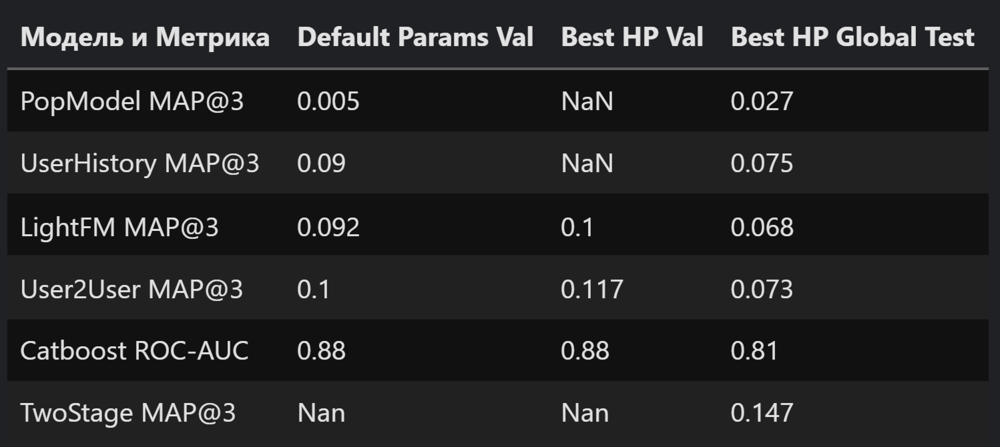 Модель и Метрика Default Params Val Best HP Val Best HP Global Test
PopModel MAP@3 0.005 NaN 0.027
UserHistory MAP@3 0.09 NaN 0.075
LightFM MAP@3 0.092 0.1 0.068
User2User MAP@3 0.1 0.117 0.073
Catboost ROC-AUC 0.88 0.88 0.81
TwoStage MAP@3 Nan Nan 0.147